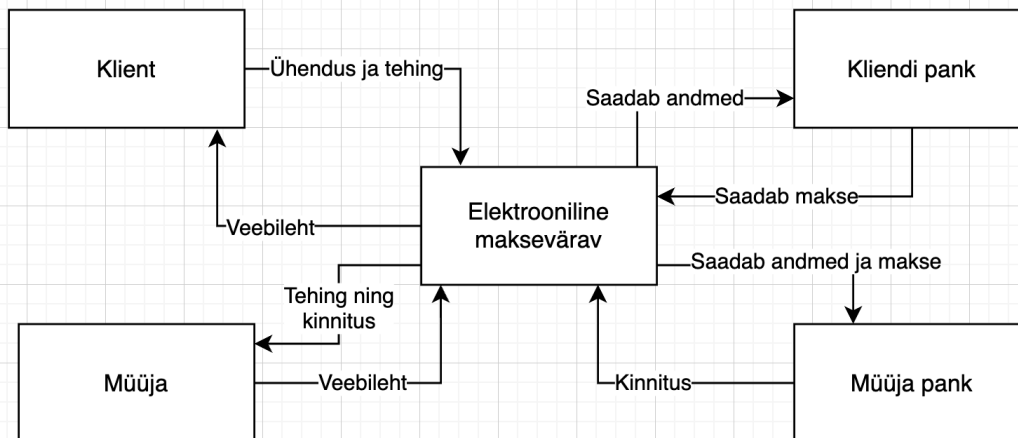 Klient
Ühendus ja tehing
Kliendi pank
Saadab andmed
Saadab makse
Elektrooniline
maksevärav
Veebileht
Saadab andmed ja makse
Tehing ning
kinnitus
Müüja
Veebileht
Kinnitus
Müüja pank